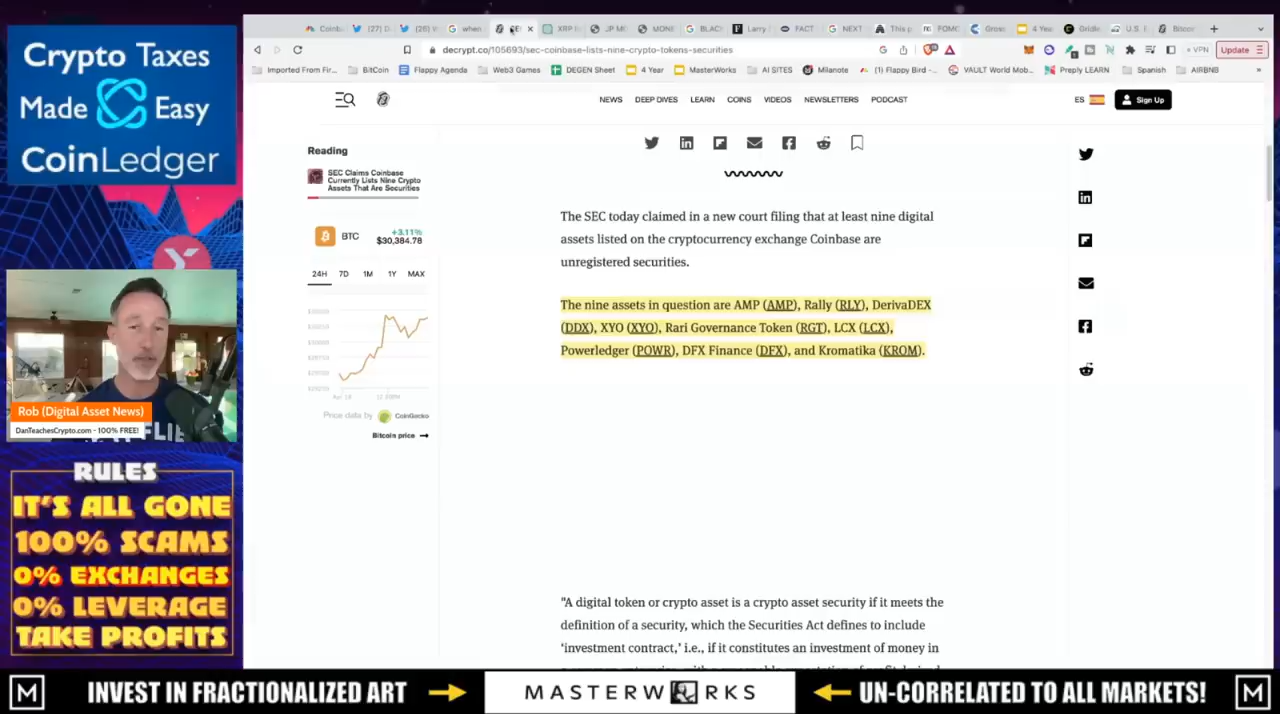 Crypto Taxes
Made Easy
CoinLedger
Rob (Digital Asset News)
DanTeachesCrypto.com - 100% FREE!
RULES
IT'S ALL GONE
100% SCAMS
0% EXCHANGES
0% LEVERAGE
TAKE PROFITS
decrypt.co/105693/sec-coinbase-lists-nine-crypto-tokens-securities
VPN
Update
Imported From Fir...
BitCoin
Flappy Agenda
Web3 Games
DEGEN Sheet
4 Year
MasterWorks
AI SITES
Milanote
(1) Flappy Bird -...
VAULT World Mob...
Preply LEARN
Spanish
AIRBNB
NEWS
DEEP DIVES
LEARN
COINS
VIDEOS
NEWSLETTERS
PODCAST
ES
Sign Up
Reading
SEC Claims Coinbase
Currently Lists Nine Crypto
Assets That Are Securities
BTC
+3.11%
$30,384.78
24H
7D
1M
1Y
MAX
Price data by CoinGecko
Bitcoin price
The SEC today claimed in a new court filing that at least nine digital
assets listed on the cryptocurrency exchange Coinbase are
unregistered securities.
The nine assets in question are AMP (AMP), Rally (RLY), DerivaDEX
(DDX), XYO (XYO), Rari Governance Token (RGT), LCX (LCX),
Powerledger (POWR), DFX Finance (DFX), and Kromatika (KROM).
"A digital token or crypto asset is a crypto asset security if it meets the
definition of a security, which the Securities Act defines to include
'investment contract,' i.e., if it constitutes an investment of money in
M
INVEST IN FRACTIONALIZED ART
MASTERWORKS
UN-CORRELATED TO ALL MARKETS!
M